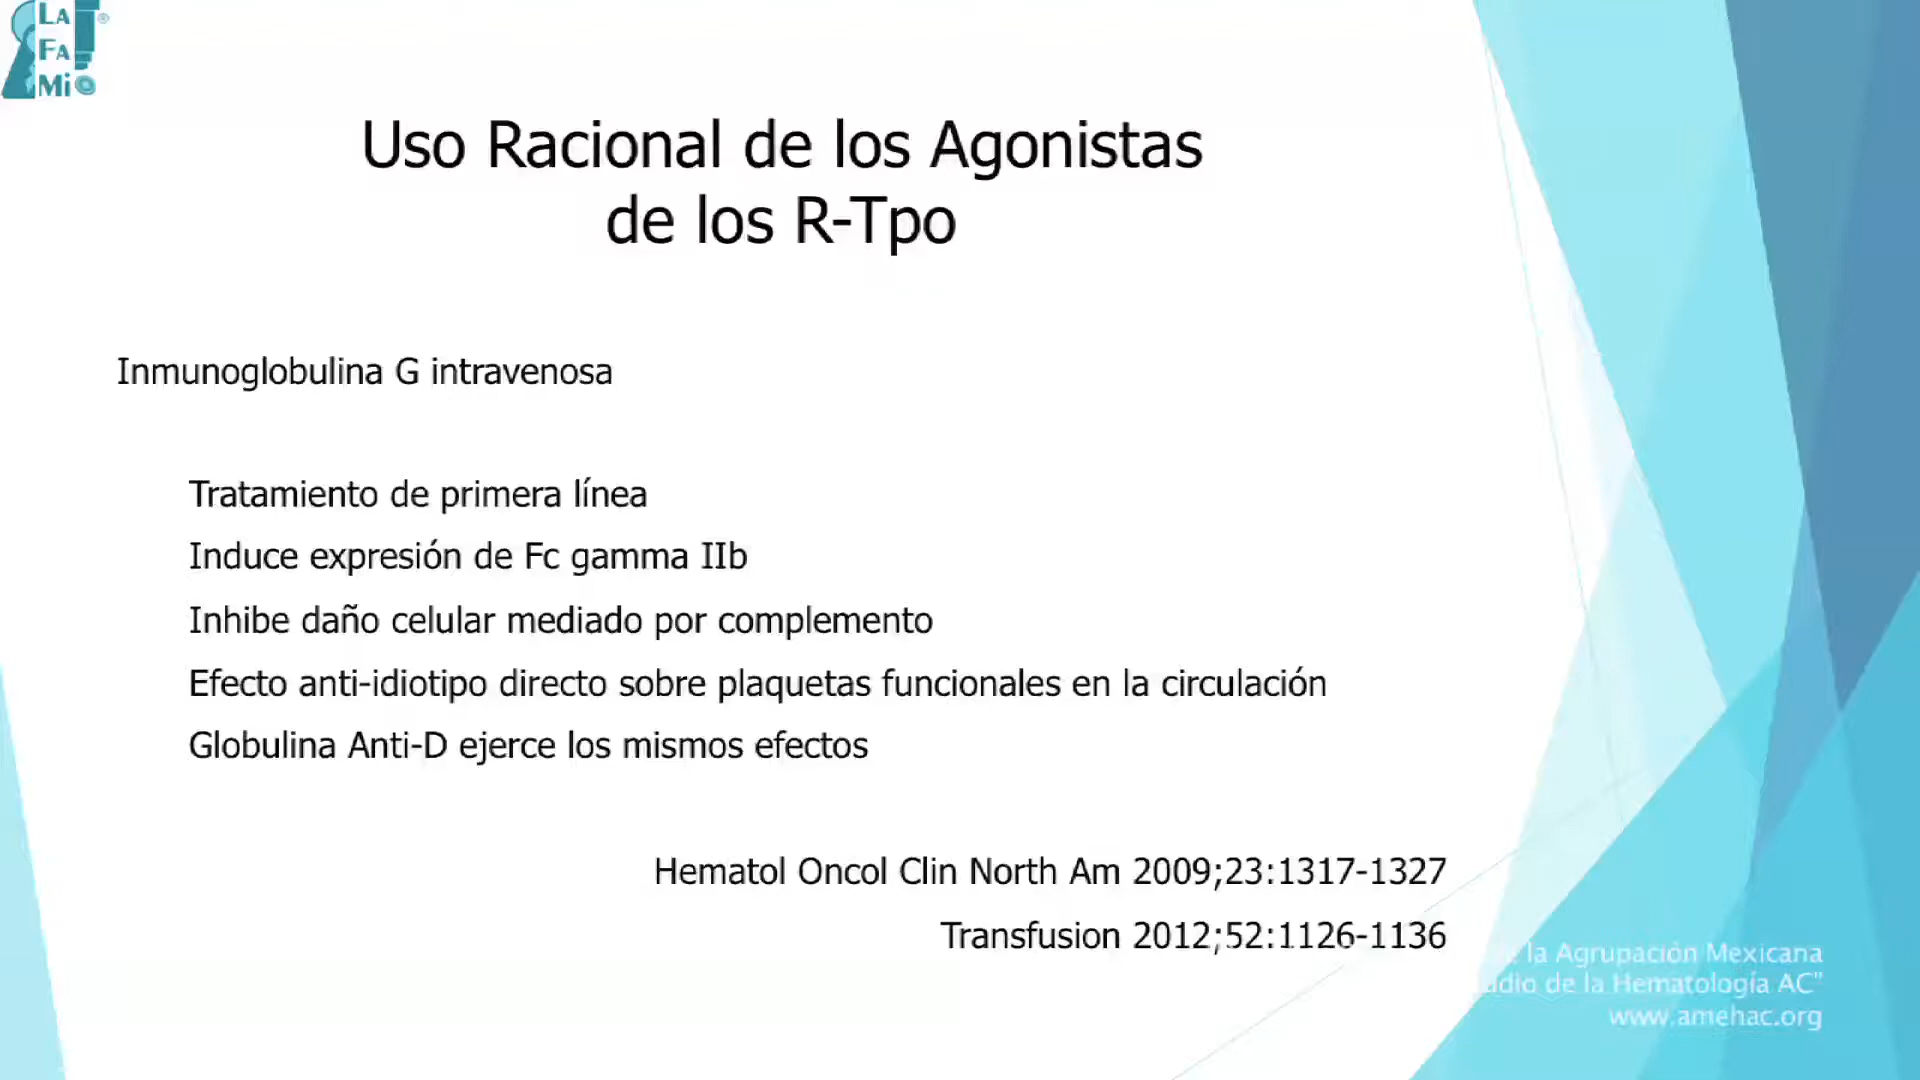 LA
FA
Mi
®
Uso Racional de los Agonistas
de los R-Tpo
Inmunoglobulina G intravenosa
Tratamiento de primera línea
Induce expresión de Fc gamma IIb
Inhibe daño celular mediado por complemento
Efecto anti-idiotipo directo sobre plaquetas funcionales en la circulación
Globulina Anti-D ejerce los mismos efectos
Hematol Oncol Clin North Am 2009;23:1317-1327
Transfusion 2012;52:1126-1136
la Agrupación Mexicana
de la Hematología AC"
www.amehac.org